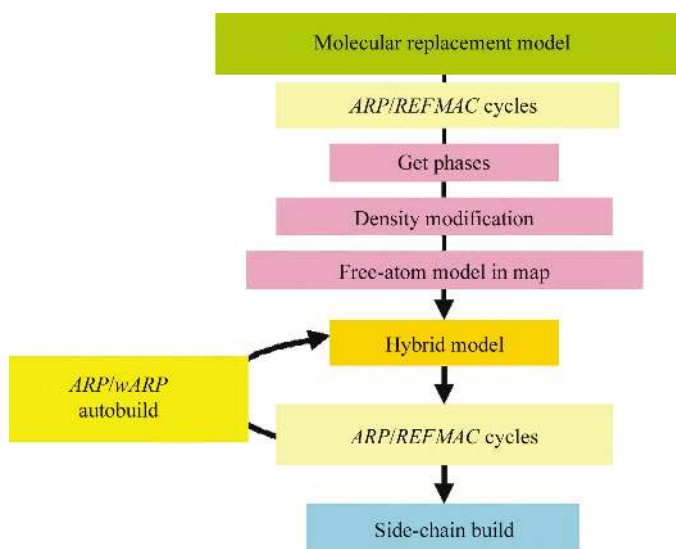 Molecular replacement model
ARP/REFMAC cycles
Get phases
Density modification
Free-atom model in map
Hybrid model
ARP/wARP
autobuild
ARP/REFMAC cycles
Side-chain build